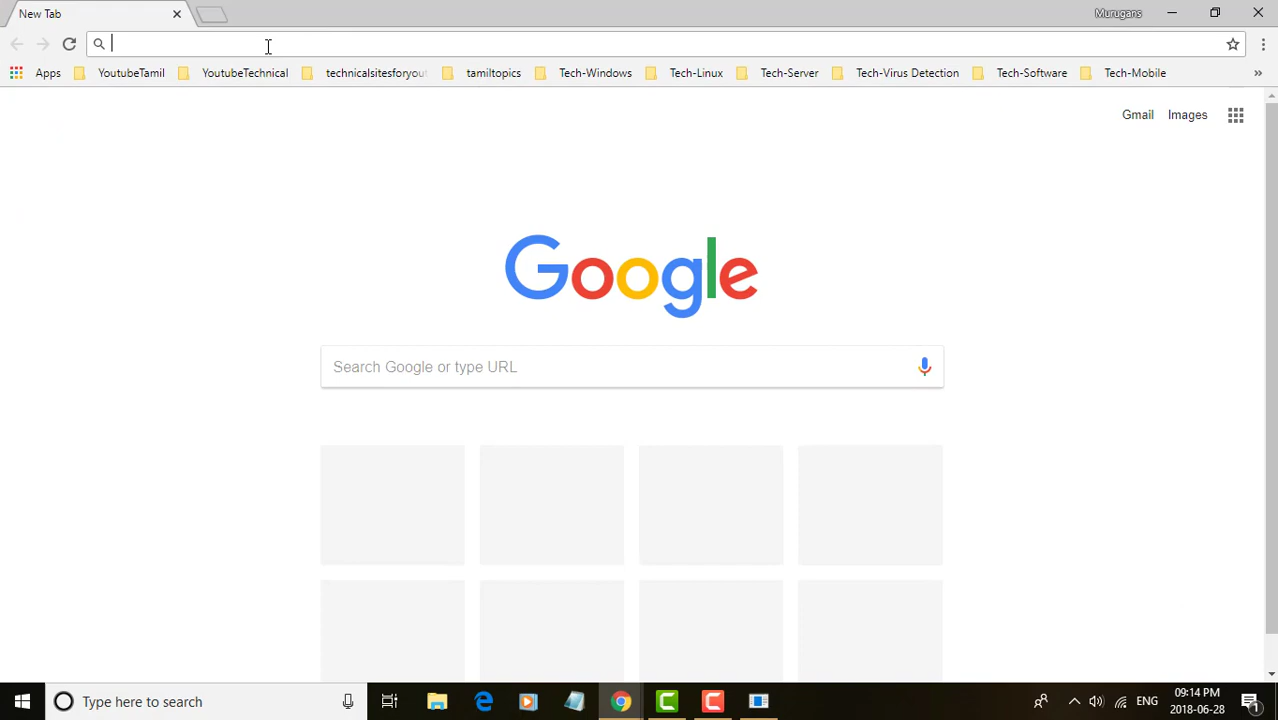 New Tab
Murugans
Apps YoutubeTamil YoutubeTechnical technicalsitesforyout tamiltopics Tech-Windows Tech-Linux Tech-Server Tech-Virus Detection Tech-Software Tech-Mobile »
Gmail Images
Google
Search Google or type URL
Type here to search
ENG
09:14 PM
2018-06-28
1